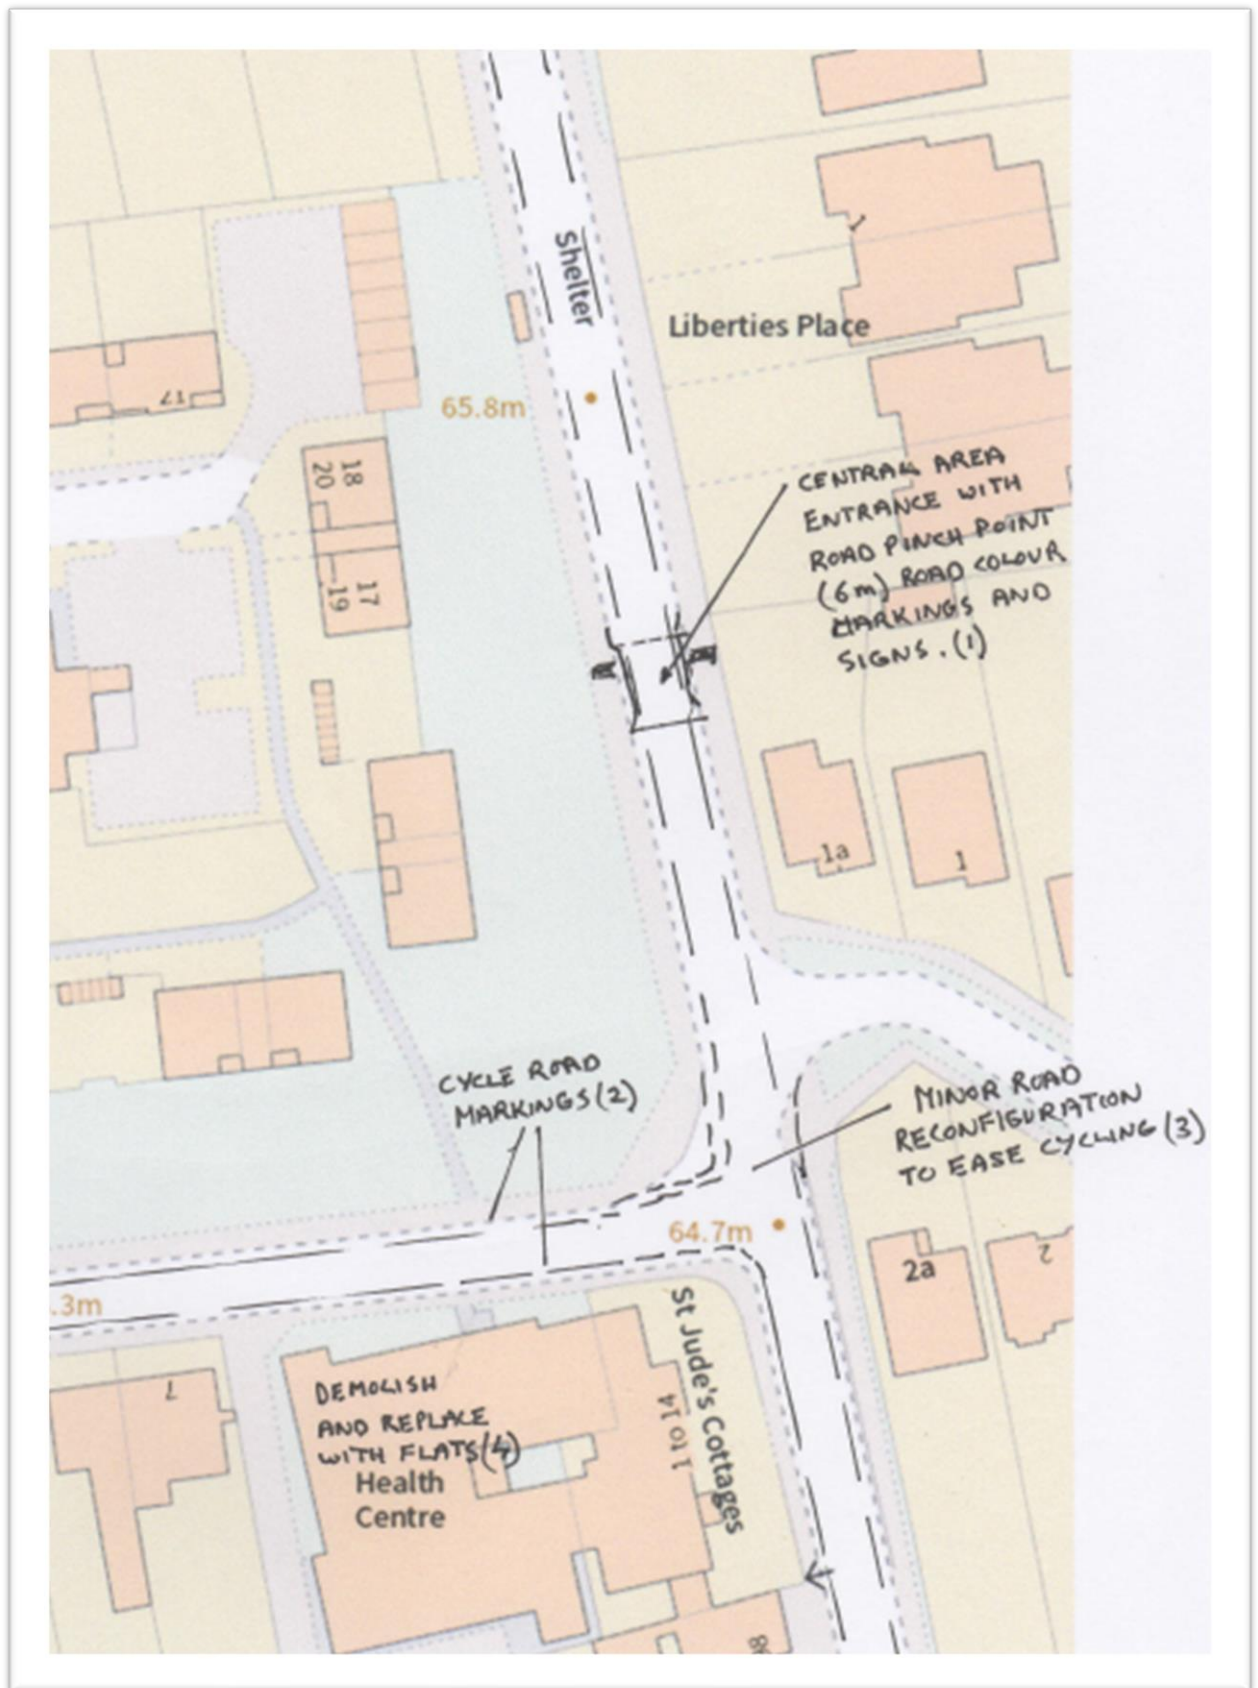 Shelter
1
Liberties Place
17
65.8m
18
20
CENTRAL AREA
ENTRANCE WITH
ROAD PINCH POINT
(6m) ROAD COLOUR
MARKINGS AND
SIGNS. (1)
17
19
1a
1
CYCLE ROAD
MARKINGS (2)
MINOR ROAD
RECONFIGURATION
TO EASE CYCLING (3)
64.7m
2a
2
.3m
St Jude's Cottages
1 to 14
DEMOLISH
AND REPLACE
WITH FLATS (4)
Health
Centre